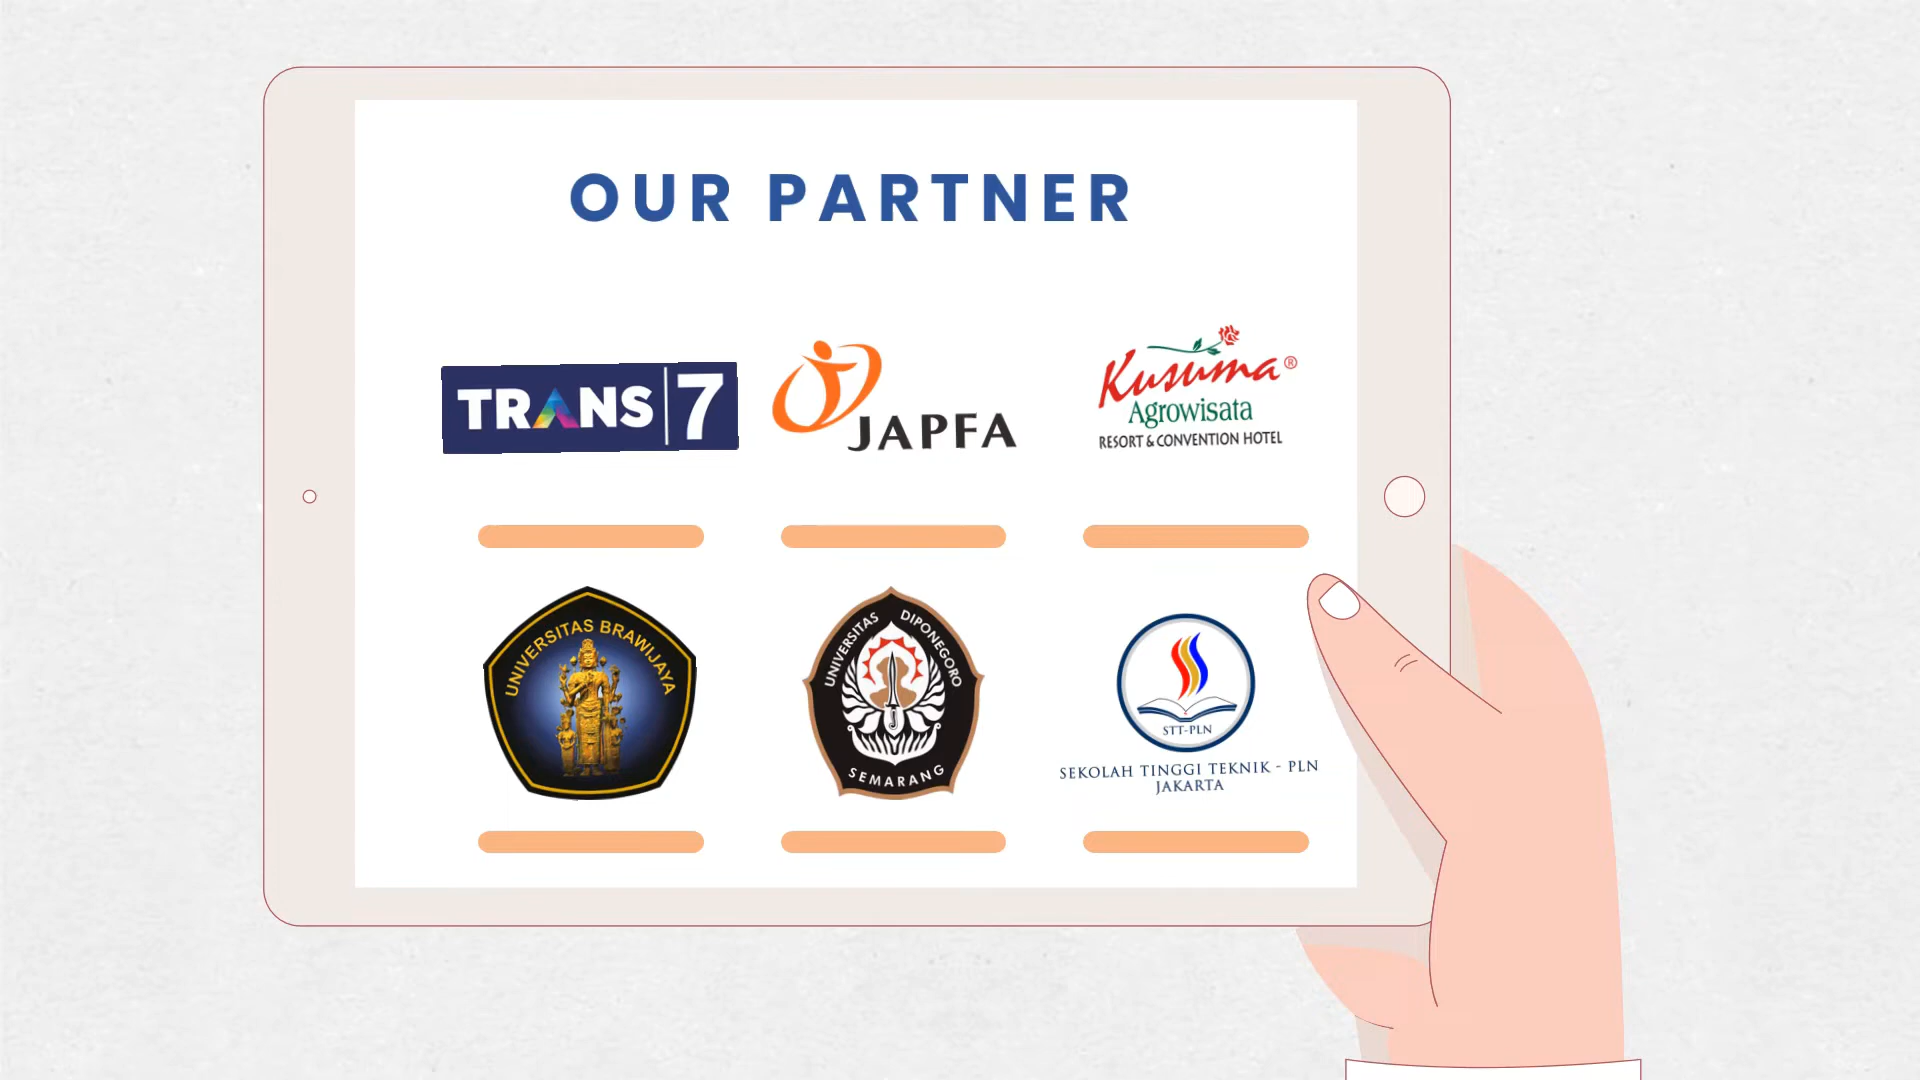 OUR PARTNER
TRANS|7
JAPFA
Kusuma®
Agrowisata
RESORT & CONVENTION HOTEL
UNIVERSITAS BRAWIJAYA
UNIVERSITAS DIPONEGORO
SEMARANG
STT-PLN
SEKOLAH TINGGI TEKNIK - PLN
JAKARTA